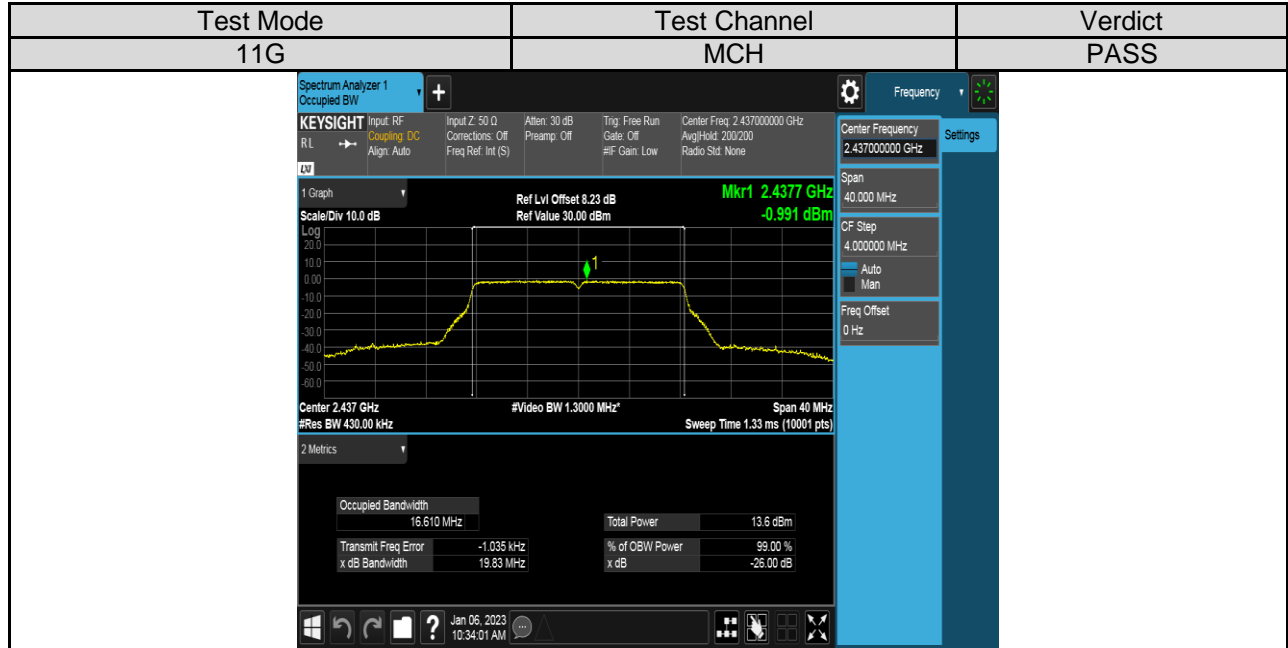 Test Mode Test Channel Verdict
11G MCH PASS
Spectrum Analyzer 1
Occupied BW
+
Frequency
KEYSIGHT Input: RF Input Z: 50 Ω Atten: 30 dB Trig: Free Run Center Freq: 2.437000000 GHz
Coupling: DC Corrections: Off Preamp: Off Gate: Off Avg|Hold: 200/200
RL Align: Auto Freq Ref: Int (S) #IF Gain: Low Radio Std: None
LXI
Center Frequency
2.437000000 GHz
Settings
Span
40.000 MHz
CF Step
4.000000 MHz
Auto
Man
Freq Offset
0 Hz
1 Graph
Ref Lvl Offset 8.23 dB
Mkr1 2.4377 GHz
Scale/Div 10.0 dB Ref Value 30.00 dBm -0.991 dBm
Log
20.0
10.0
0.00
-10.0
-20.0
-30.0
-40.0
-50.0
-60.0
1
Center 2.437 GHz #Video BW 1.3000 MHz* Span 40 MHz
#Res BW 430.00 kHz Sweep Time 1.33 ms (10001 pts)
2 Metrics
Occupied Bandwidth
16.610 MHz Total Power 13.6 dBm
Transmit Freq Error -1.035 kHz % of OBW Power 99.00 %
x dB Bandwidth 19.83 MHz x dB -26.00 dB
?
Jan 06, 2023
10:34:01 AM